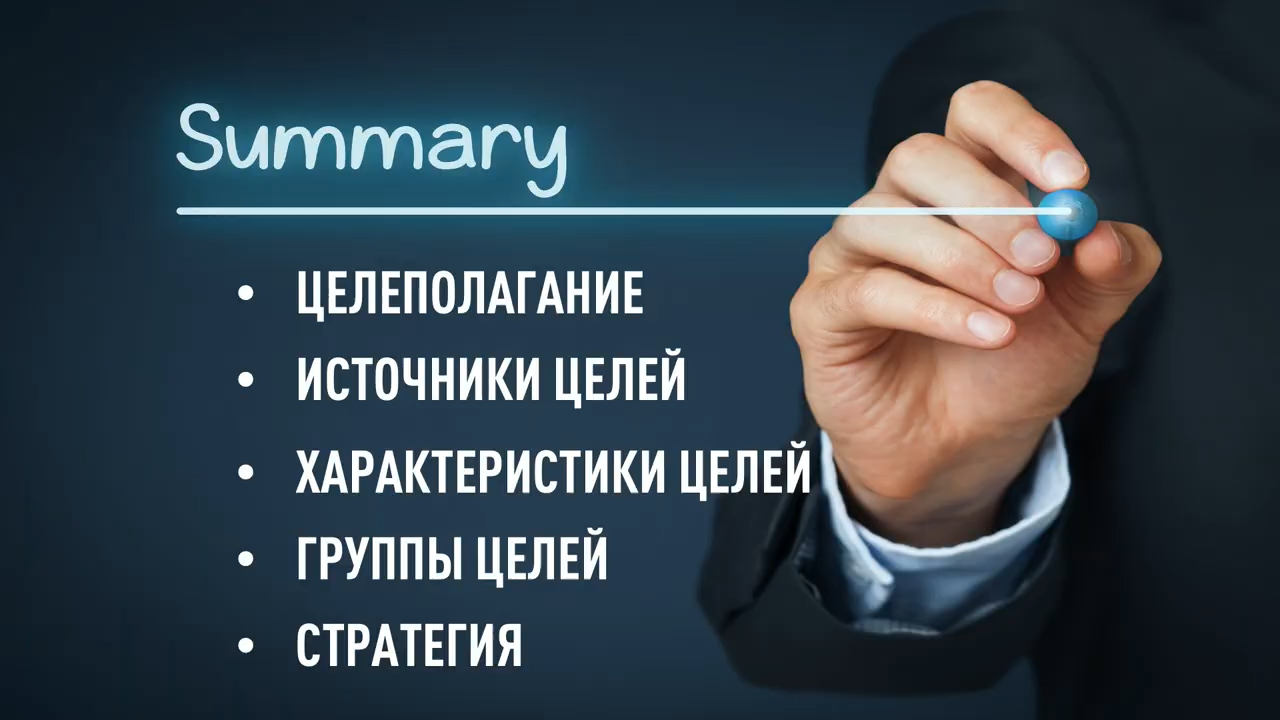 Summary
• ЦЕЛЕПОЛАГАНИЕ
• ИСТОЧНИКИ ЦЕЛЕЙ
• ХАРАКТЕРИСТИКИ ЦЕЛЕЙ
• ГРУППЫ ЦЕЛЕЙ
• СТРАТЕГИЯ